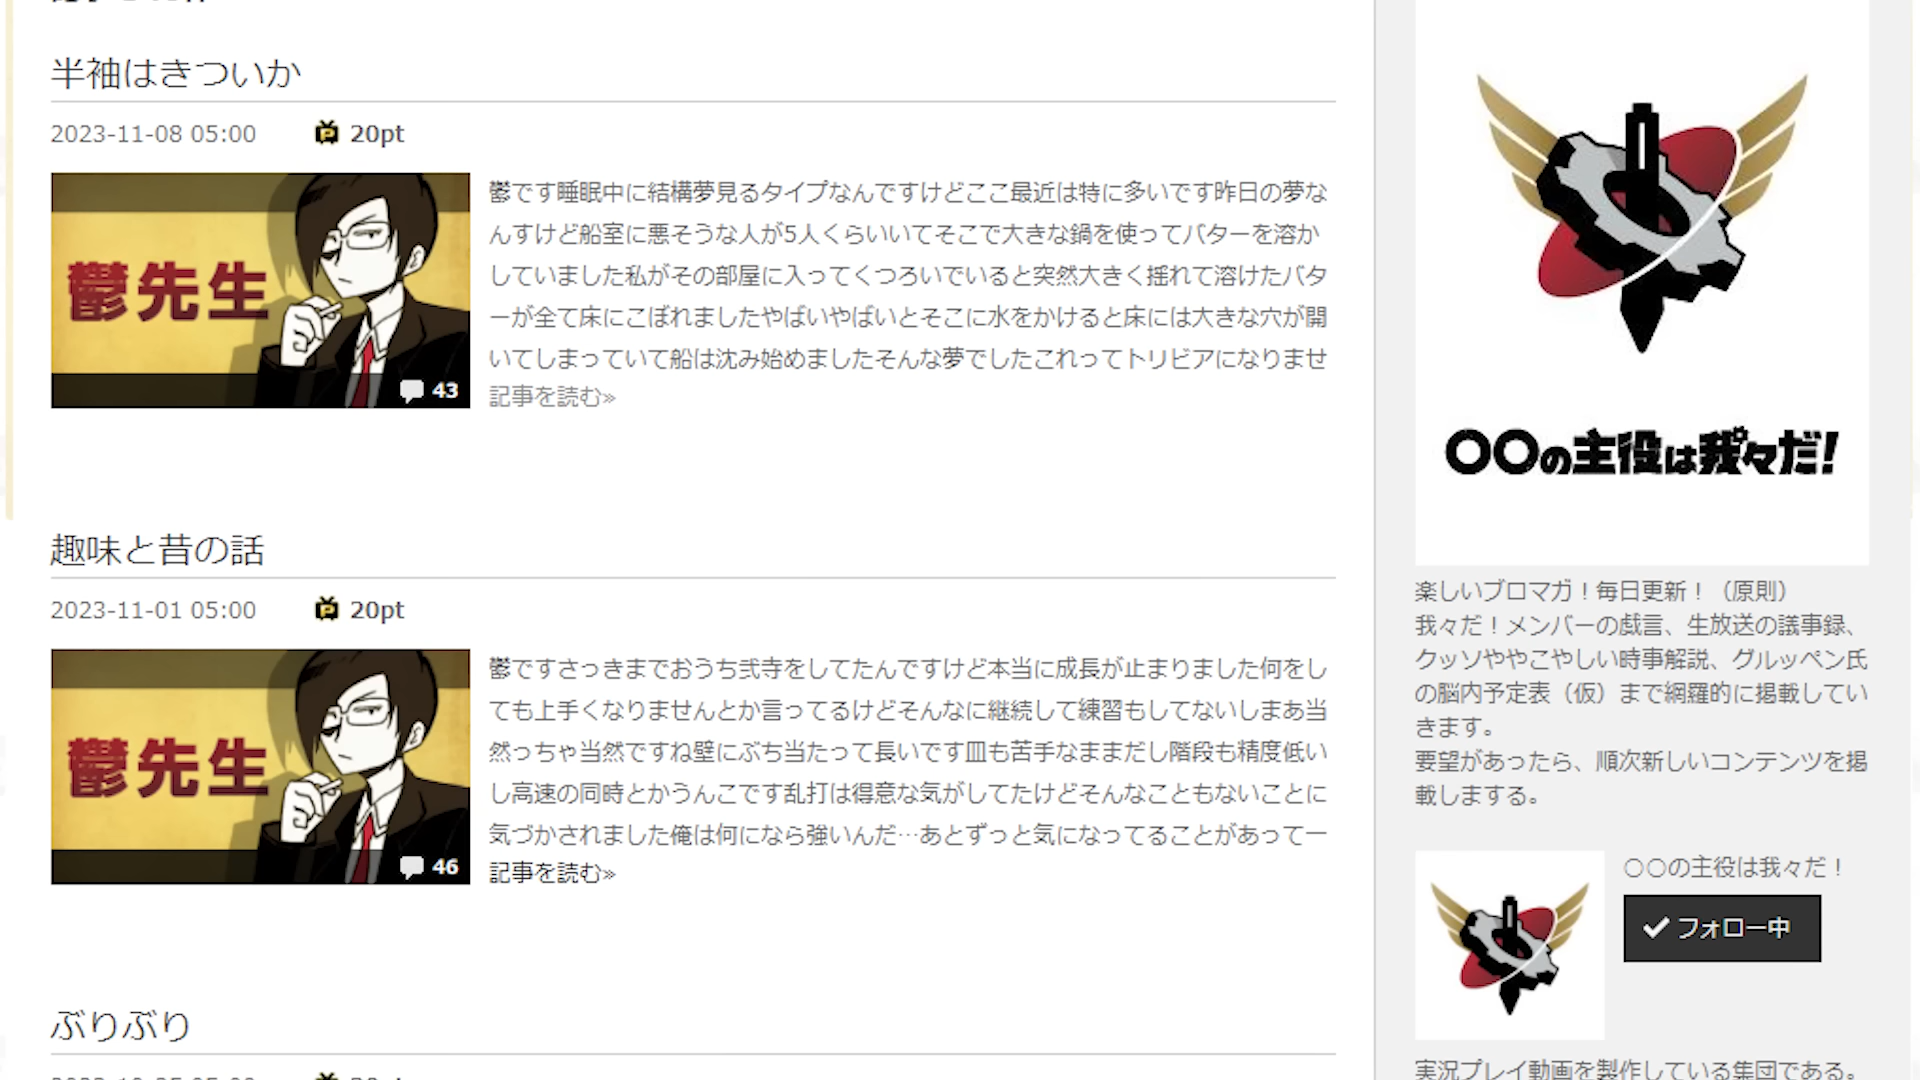 半袖はきついか
2023-11-08 05:00 20pt
鬱先生
43
鬱です睡眠中に結構夢見るタイプなんですけどここ最近は特に多いです昨日の夢な
んすけど船室に悪そうな人が5人くらいいてそこで大きな鍋を使ってバターを溶か
していました私がその部屋に入ってくつろいでいると突然大きく揺れて溶けたバタ
ーが全て床にこぼれましたやばいやばいとそこに水をかけると床には大きな穴が開
いてしまっていて船は沈み始めましたそんな夢でしたこれってトリビアになりませ
記事を読む»
趣味と昔の話
2023-11-01 05:00 20pt
鬱先生
46
鬱ですさっきまでおうち弐寺をしてたんですけど本当に成長が止まりました何をし
ても上手くなりませんとか言ってるけどそんなに継続して練習もしてないしまあ当
然っちゃ当然ですね壁にぶち当たって長いです皿も苦手なままだし階段も精度低い
し高速の同時とかうんこです乱打は得意な気がしてたけどそんなこともないことに
気づかされました俺は何になら強いんだ…あとずっと気になってることがあって一
記事を読む»
ぶりぶり
〇〇の主役は我々だ!
楽しいブロマガ！毎日更新！（原則）
我々だ！メンバーの戯言、生放送の議事録、
クッソややこやしい時事解説、グルッペン氏
の脳内予定表（仮）まで網羅的に掲載してい
きます。
要望があったら、順次新しいコンテンツを掲
載しまする。
○○の主役は我々だ！
フォロー中
実況プレイ動画を製作している集団である。